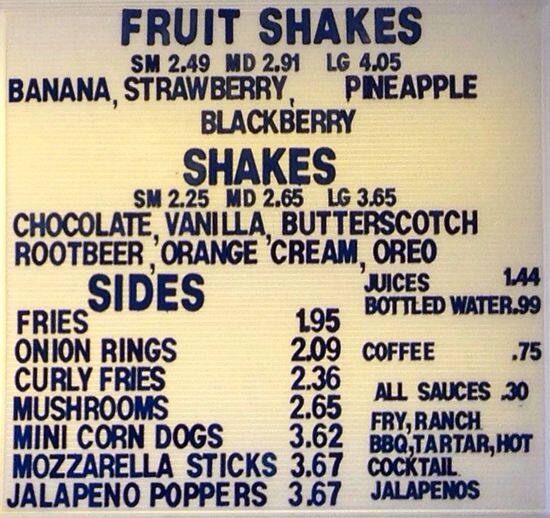 FRUIT SHAKES
SM 2.49 MD 2.91 LG 4.05
BANANA, STRAWBERRY, PINEAPPLE
BLACKBERRY
SHAKES
SM 2.25 MD 2.65 LG 3.65
CHOCOLATE, VANILLA, BUTTERSCOTCH
ROOTBEER, ORANGE CREAM, OREO
SIDES
FRIES 1.95
ONION RINGS 2.09
CURLY FRIES 2.36
MUSHROOMS 2.65
MINI CORN DOGS 3.62
MOZZARELLA STICKS 3.67
JALAPENO POPPERS 3.67
JUICES 1.44
BOTTLED WATER .99
COFFEE .75
ALL SAUCES .30
FRY, RANCH
BBQ, TARTAR, HOT
COCKTAIL
JALAPENOS